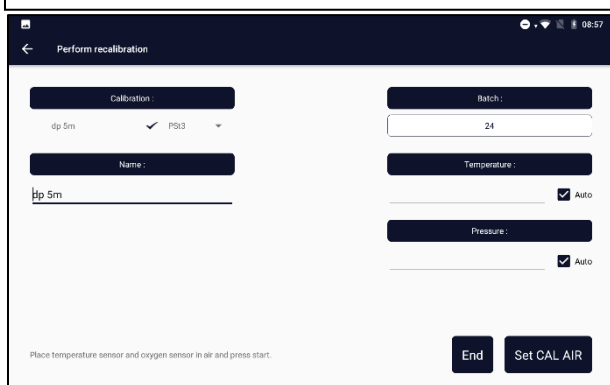 08:57
Perform recalibration
Calibration :
dp 5m PSt3
Name :
dp 5m
Batch :
24
Temperature :
Auto
Pressure :
Auto
Place temperature sensor and oxygen sensor in air and press start.
End
Set CAL AIR